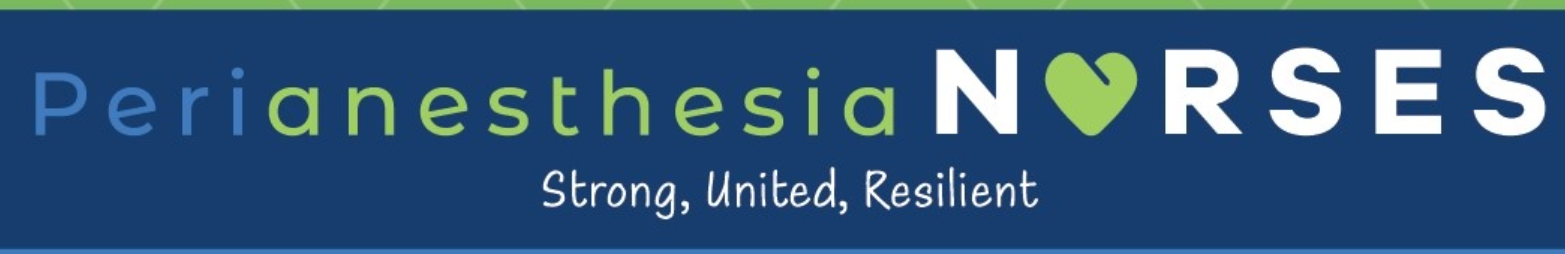 Perianesthesia NURSES
Strong, United, Resilient